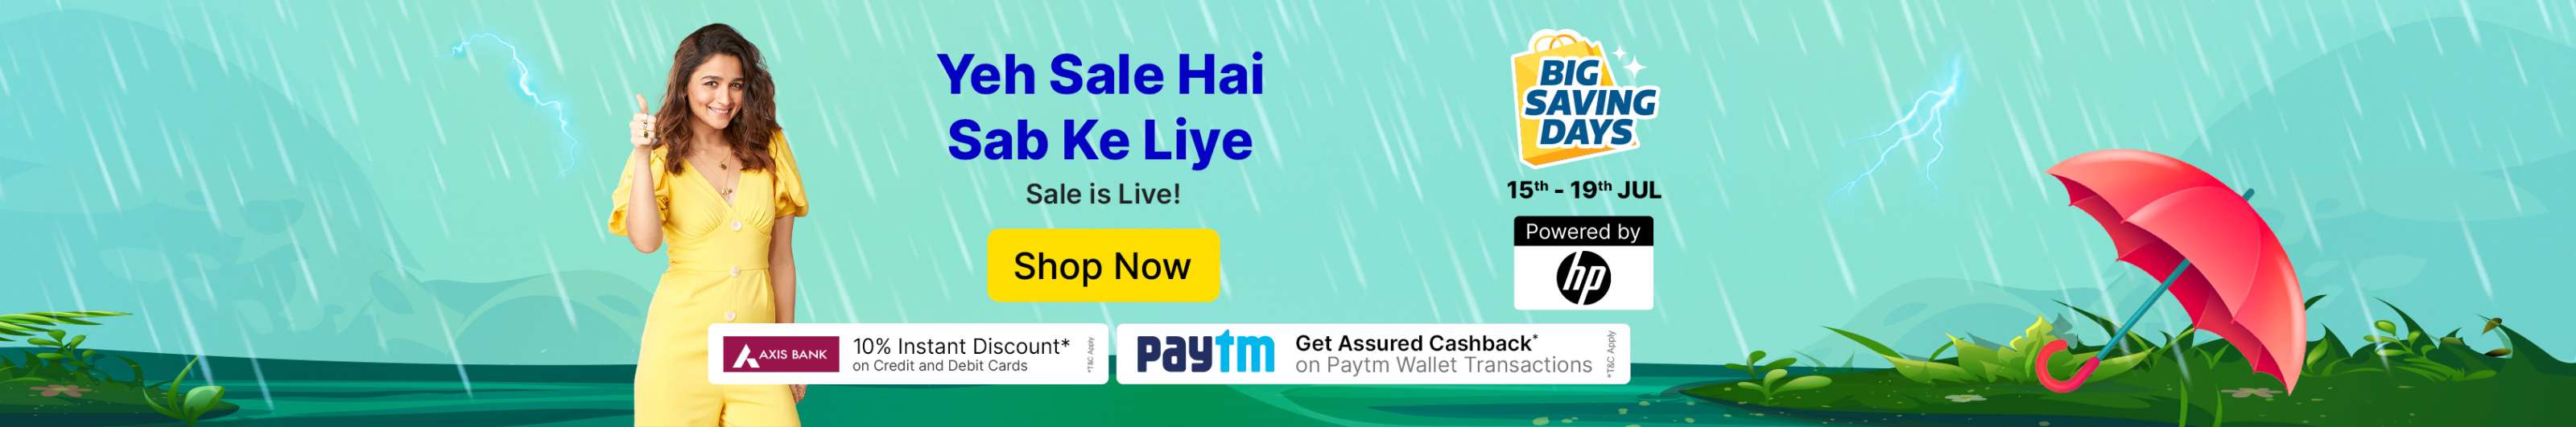 Yeh Sale Hai
Sab Ke Liye
Sale is Live!
Shop Now
BIG
SAVING
DAYS
15th - 19th JUL
Powered by
hp
AXIS BANK
10% Instant Discount*
on Credit and Debit Cards
*T&C Apply
paytm
Get Assured Cashback*
on Paytm Wallet Transactions
*T&C Apply